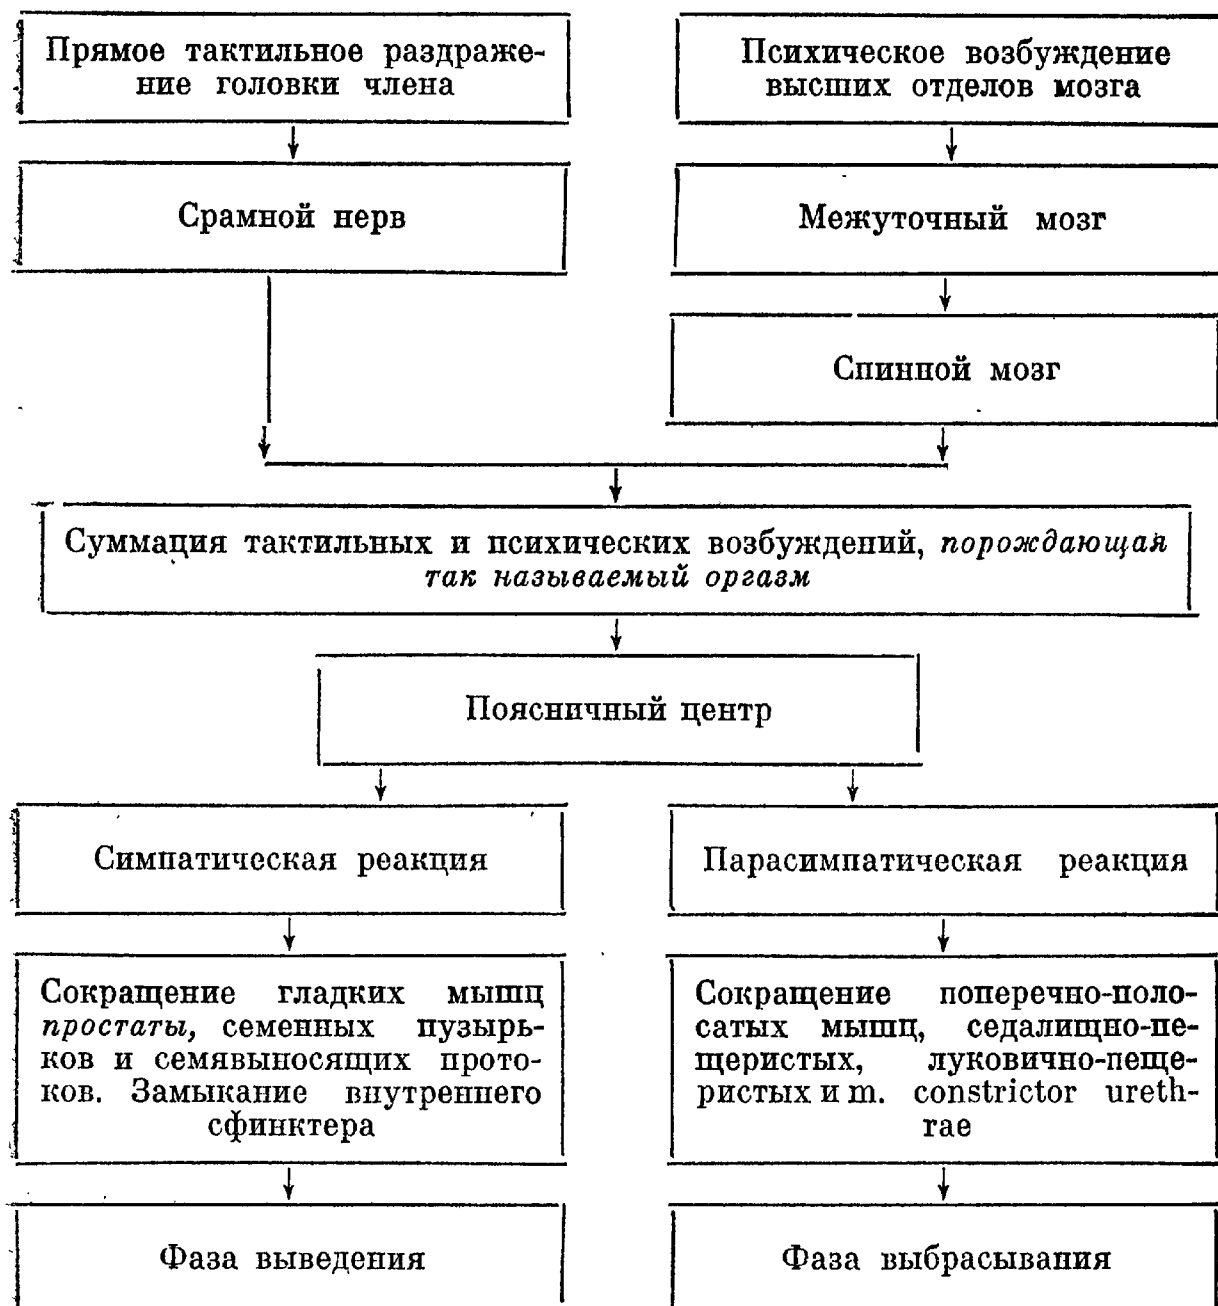 Прямое тактильное раздраже-
ние головки члена
Психическое возбуждение
высших отделов мозга
Срамной нерв
Межуточный мозг
Спинной мозг
Суммация тактильных и психических возбуждений, порождающая
так называемый оргазм
Поясничный центр
Симпатическая реакция
Парасимпатическая реакция
Сокращение гладких мышц
простаты, семенных пузырь-
ков и семявыносящих прото-
ков. Замыкание внутреннего
сфинктера
Сокращение поперечно-поло-
сатых мышц, седалищно-пе-
щеристых, луковично-пеще-
ристых и m. constrictor ureth-
rae
Фаза выведения
Фаза выбрасывания